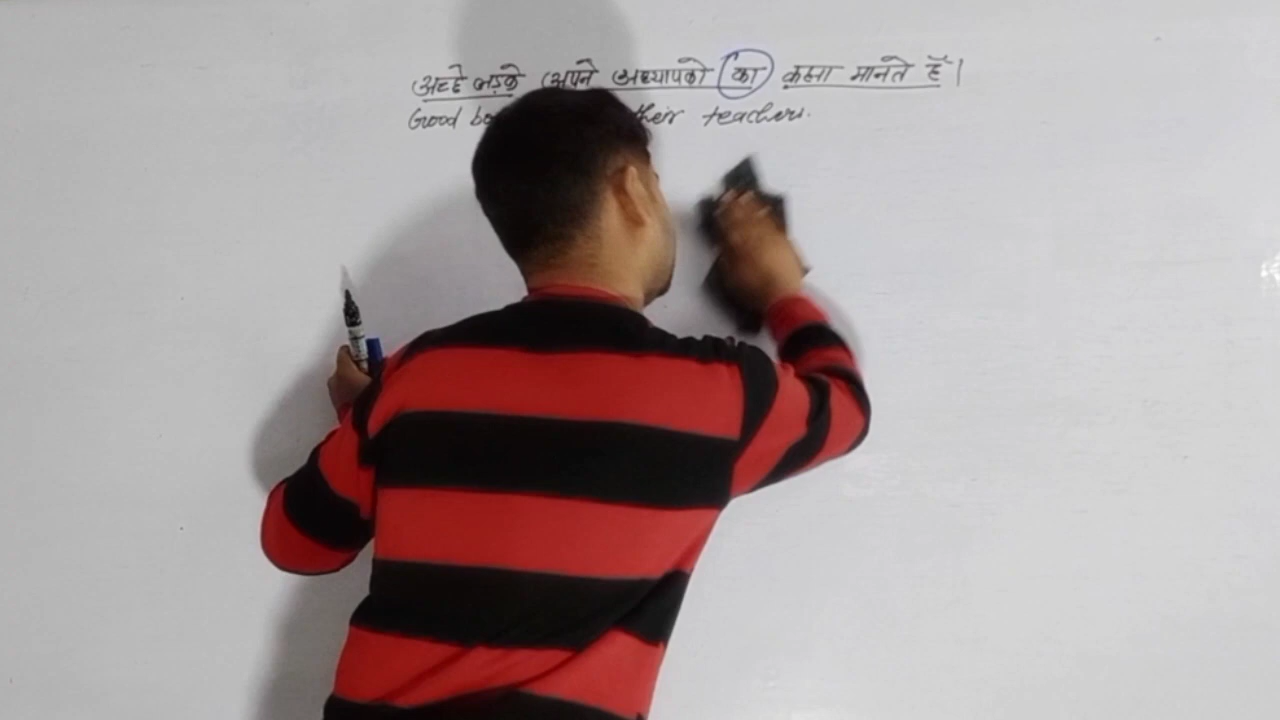 अच्छे लड़के अपने अध्यापकों का कहना मानते हैं।
Good their teachers.